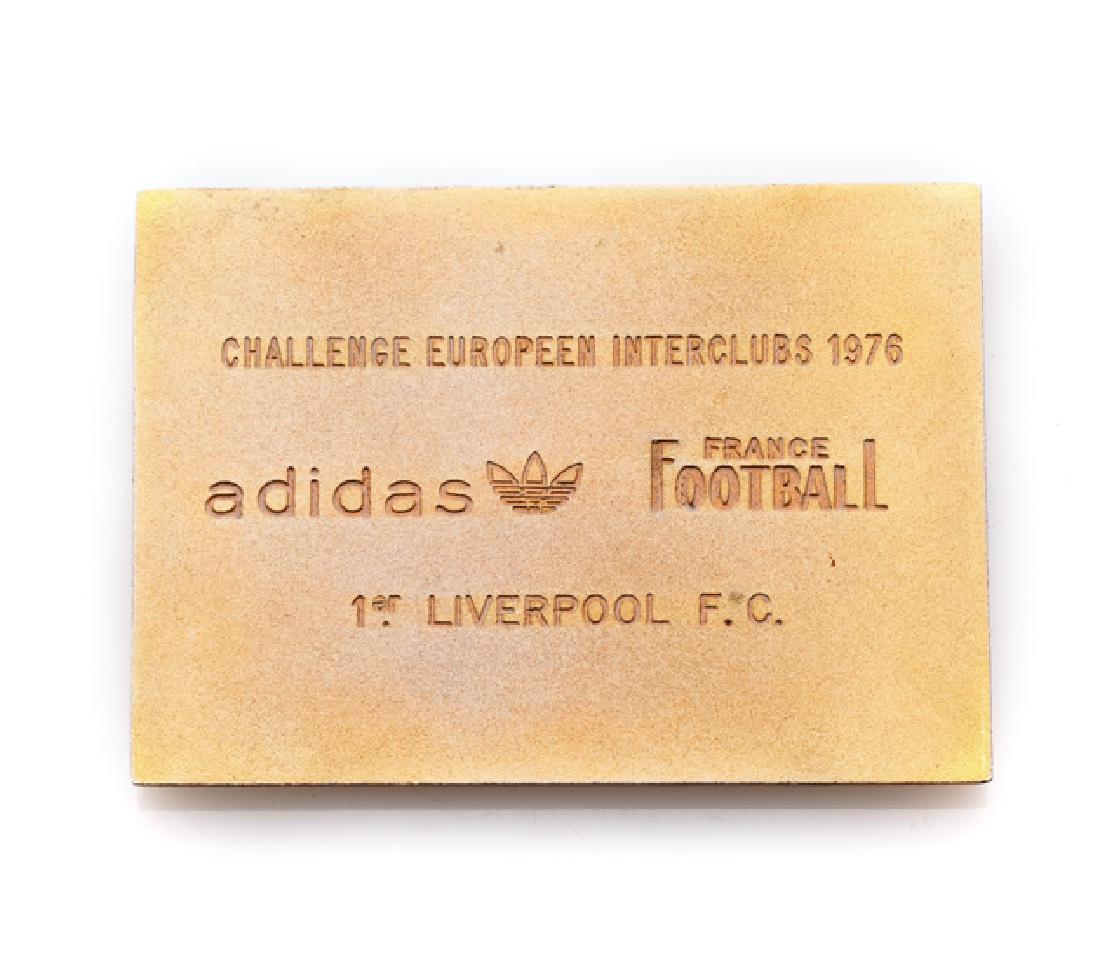 CHALLENGE EUROPEEN INTERCLUBS 1976
adidas FRANCE FOOTBALL
1er. LIVERPOOL F.C.